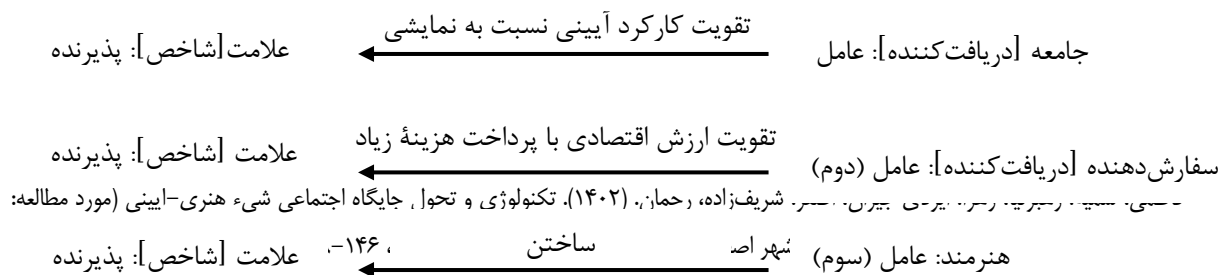 تقویت کارکرد آیینی نسبت به نمایشی
جامعه [دریافت‌کننده]: عامل علامت[شاخص]: پذیرنده
تقویت ارزش اقتصادی با پرداخت هزینهٔ زیاد
سفارش‌دهنده [دریافت‌کننده]: عامل (دوم) علامت [شاخص]: پذیرنده
شریف‌زاده، رحمان. (۱۴۰۲). تکنولوژی و تحول جایگاه اجتماعی شیء هنری-ایینی (مورد مطالعه:
ساختن ، ۱۴۶-
هنرمند: عامل (سوم) علامت [شاخص]: پذیرنده